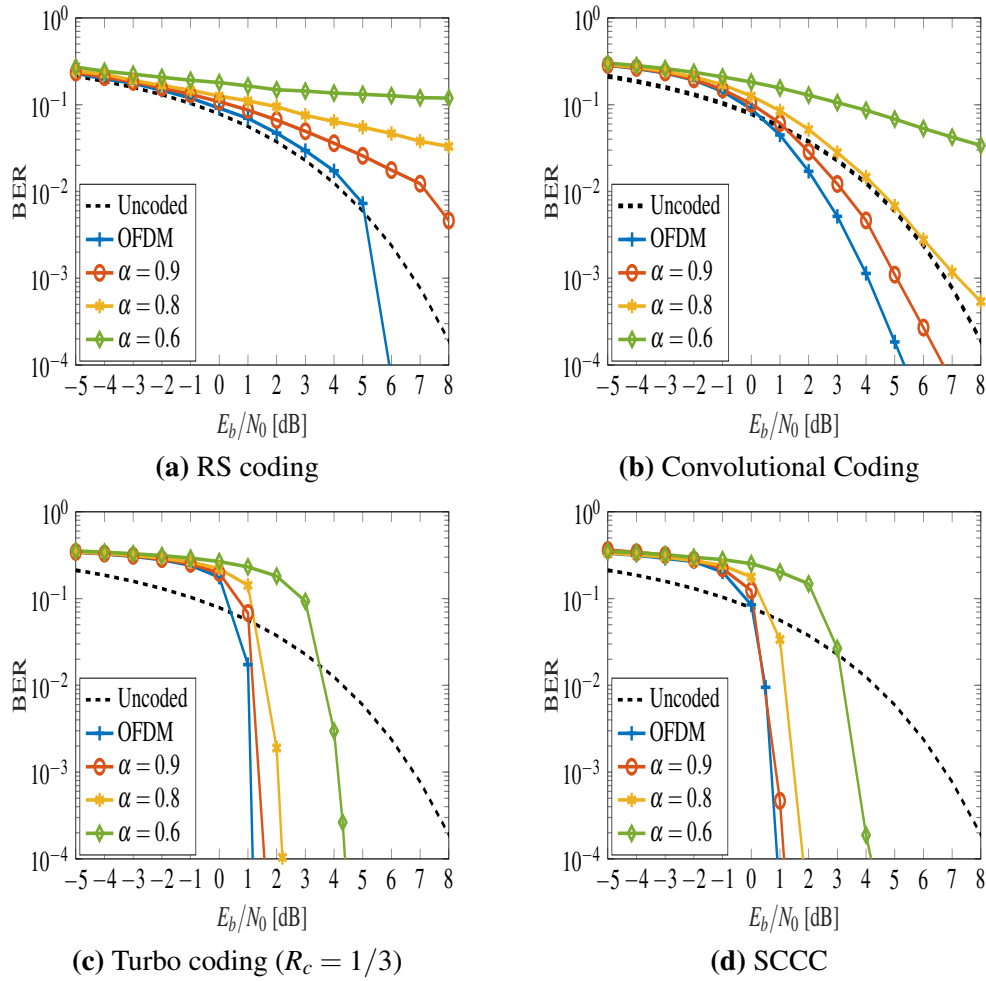 10^0
10^-1
10^-2
10^-3
10^-4
BER
Uncoded
OFDM
α = 0.9
α = 0.8
α = 0.6
−5 −4 −3 −2 −1 0 1 2 3 4 5 6 7 8
E_b/N_0 [dB]
(a) RS coding
10^0
10^-1
10^-2
10^-3
10^-4
BER
Uncoded
OFDM
α = 0.9
α = 0.8
α = 0.6
−5 −4 −3 −2 −1 0 1 2 3 4 5 6 7 8
E_b/N_0 [dB]
(b) Convolutional Coding
10^0
10^-1
10^-2
10^-3
10^-4
BER
Uncoded
OFDM
α = 0.9
α = 0.8
α = 0.6
−5 −4 −3 −2 −1 0 1 2 3 4 5 6 7 8
E_b/N_0 [dB]
(c) Turbo coding (R_c = 1/3)
10^0
10^-1
10^-2
10^-3
10^-4
BER
Uncoded
OFDM
α = 0.9
α = 0.8
α = 0.6
−5 −4 −3 −2 −1 0 1 2 3 4 5 6 7 8
E_b/N_0 [dB]
(d) SCCC